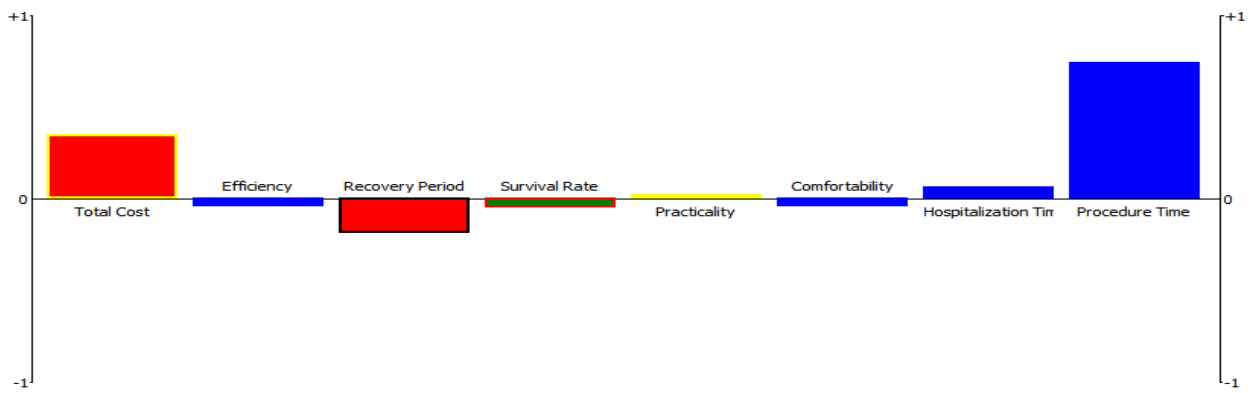 +1
+1
Efficiency
Recovery Period
Survival Rate
Comfortability
0
0
Total Cost
Practicality
Hospitalization Tim
Procedure Time
-1
-1